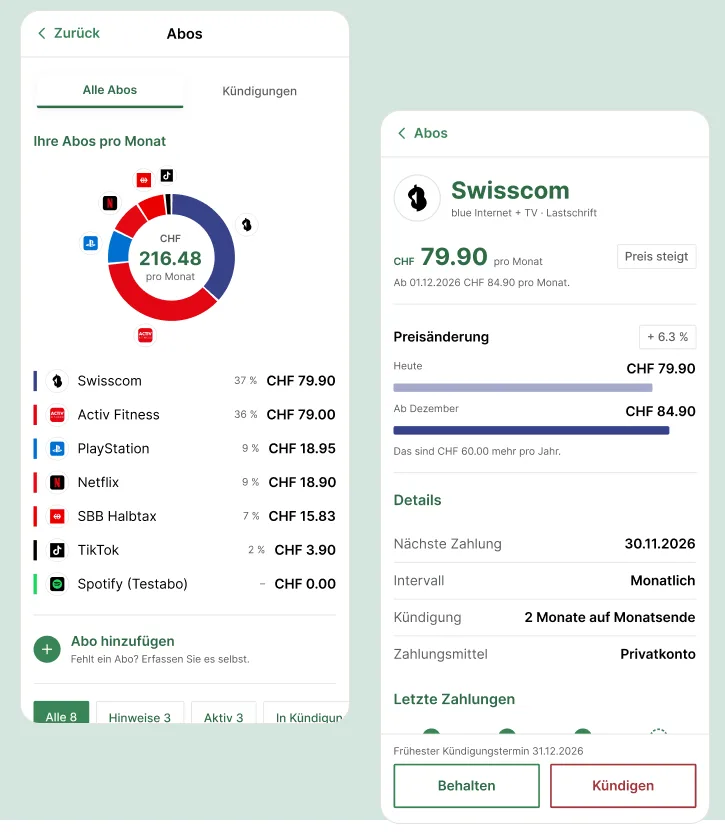 Zurück
Abos
Alle Abos
Kündigungen
Ihre Abos pro Monat
CHF
216.48
pro Monat
ACTIV
FITNESS
Swisscom 37 % CHF 79.90
Activ Fitness 36 % CHF 79.00
PlayStation 9 % CHF 18.95
Netflix 9 % CHF 18.90
SBB Halbtax 7 % CHF 15.83
TikTok 2 % CHF 3.90
Spotify (Testabo) – CHF 0.00
Abo hinzufügen
Fehlt ein Abo? Erfassen Sie es selbst.
Alle 8
Hinweise 3
Aktiv 3
In Kündigun
Abos
Swisscom
blue Internet + TV · Lastschrift
CHF 79.90 pro Monat
Preis steigt
Ab 01.12.2026 CHF 84.90 pro Monat.
Preisänderung
+ 6.3 %
Heute CHF 79.90
Ab Dezember CHF 84.90
Das sind CHF 60.00 mehr pro Jahr.
Details
Nächste Zahlung 30.11.2026
Intervall Monatlich
Kündigung 2 Monate auf Monatsende
Zahlungsmittel Privatkonto
Letzte Zahlungen
Frühester Kündigungstermin 31.12.2026
Behalten
Kündigen